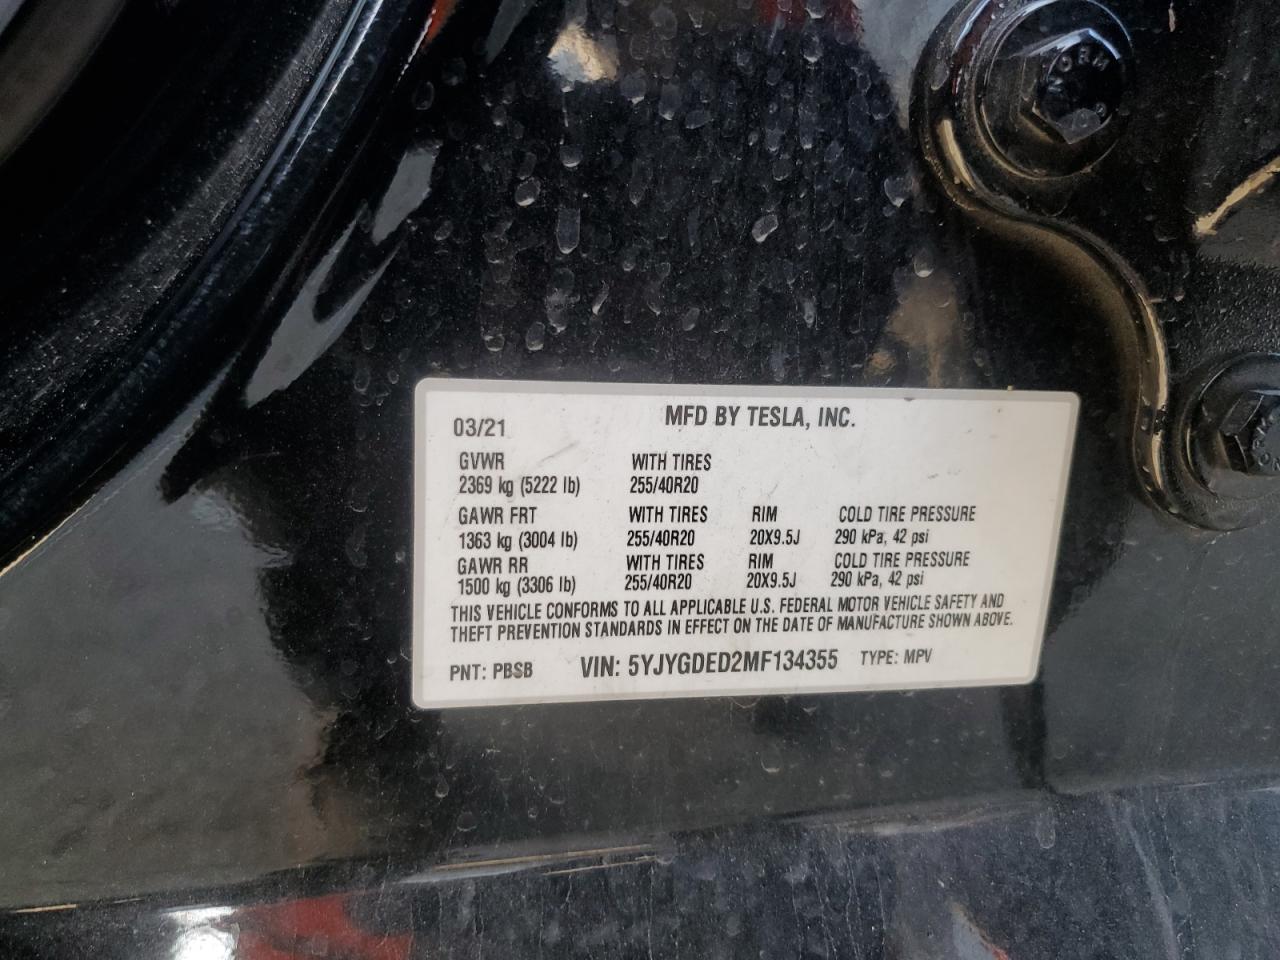 03/21 MFD BY TESLA, INC.
GVWR WITH TIRES
2369 kg (5222 lb) 255/40R20
GAWR FRT WITH TIRES RIM COLD TIRE PRESSURE
1363 kg (3004 lb) 255/40R20 20X9.5J 290 kPa, 42 psi
GAWR RR WITH TIRES RIM COLD TIRE PRESSURE
1500 kg (3306 lb) 255/40R20 20X9.5J 290 kPa, 42 psi
THIS VEHICLE CONFORMS TO ALL APPLICABLE U.S. FEDERAL MOTOR VEHICLE SAFETY AND
THEFT PREVENTION STANDARDS IN EFFECT ON THE DATE OF MANUFACTURE SHOWN ABOVE.
PNT: PBSB VIN: 5YJYGDED2MF134355 TYPE: MPV